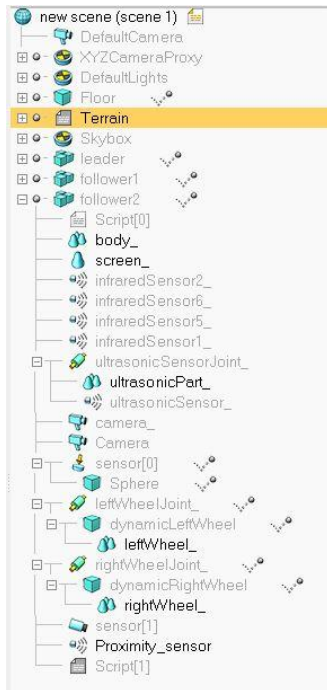 new scene (scene 1)
DefaultCamera
XYZCameraProxy
DefaultLights
Floor
Terrain
Skybox
leader
follower1
follower2
Script[0]
body_
screen_
infraredSensor2_
infraredSensor6_
infraredSensor5_
infraredSensor1_
ultrasonicSensorJoint_
ultrasonicPart_
ultrasonicSensor_
camera_
Camera
sensor[0]
Sphere
leftWheelJoint_
dynamicLeftWheel
leftWheel_
rightWheelJoint_
dynamicRightWheel
rightWheel_
sensor[1]
Proximity_sensor
Script[1]